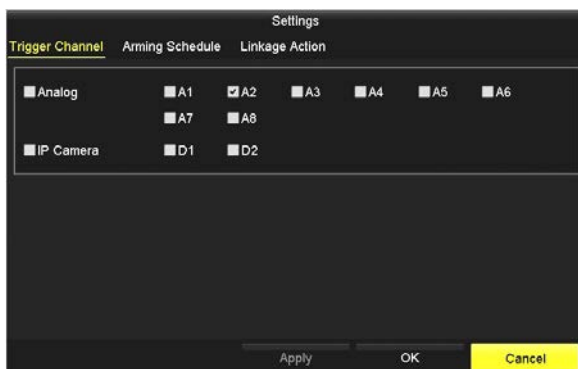 Settings
Trigger Channel Arming Schedule Linkage Action
Analog A1 A2 A3 A4 A5 A6
A7 A8
IP Camera D1 D2
Apply OK Cancel